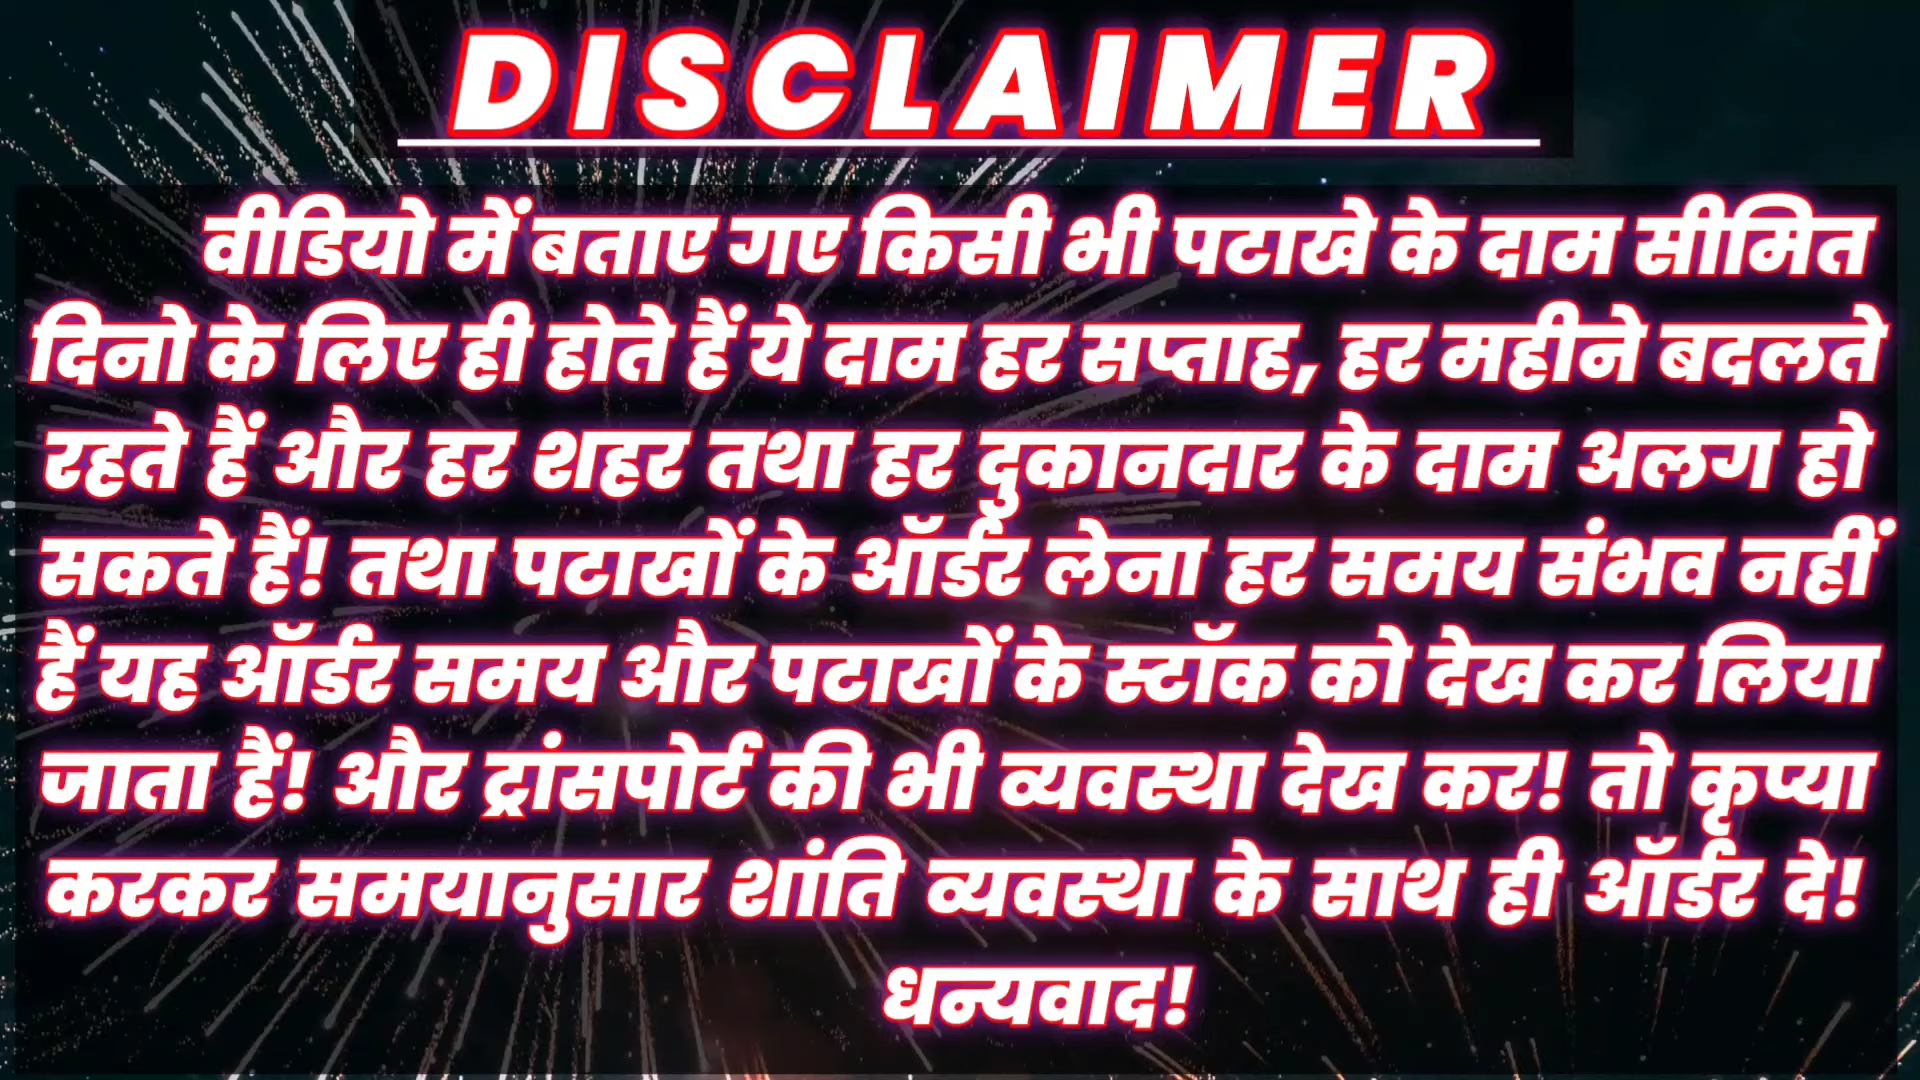 DISCLAIMER
वीडियो में बताए गए किसी भी पटाखे के दाम सीमित
दिनो के लिए ही होते हैं ये दाम हर सप्ताह, हर महीने बदलते
रहते हैं और हर शहर तथा हर दुकानदार के दाम अलग हो
सकते हैं! तथा पटाखों के ऑर्डर लेना हर समय संभव नहीं
हैं यह ऑर्डर समय और पटाखों के स्टॉक को देख कर लिया
जाता हैं! और ट्रांसपोर्ट की भी व्यवस्था देख कर! तो कृप्या
करकर समयानुसार शांति व्यवस्था के साथ ही ऑर्डर दे!
धन्यवाद!